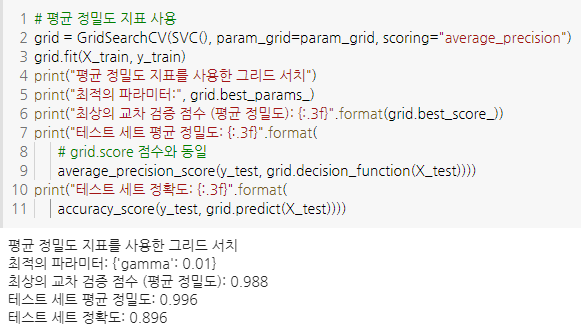 1 # 평균 정밀도 지표 사용
2 grid = GridSearchCV(SVC(), param_grid=param_grid, scoring="average_precision")
3 grid.fit(X_train, y_train)
4 print("평균 정밀도 지표를 사용한 그리드 서치")
5 print("최적의 파라미터:", grid.best_params_)
6 print("최상의 교차 검증 점수 (평균 정밀도): {:.3f}".format(grid.best_score_))
7 print("테스트 세트 평균 정밀도: {:.3f}".format(
8 # grid.score 점수와 동일
9 average_precision_score(y_test, grid.decision_function(X_test))))
10 print("테스트 세트 정확도: {:.3f}".format(
11 accuracy_score(y_test, grid.predict(X_test))))
평균 정밀도 지표를 사용한 그리드 서치
최적의 파라미터: {'gamma': 0.01}
최상의 교차 검증 점수 (평균 정밀도): 0.988
테스트 세트 평균 정밀도: 0.996
테스트 세트 정확도: 0.896